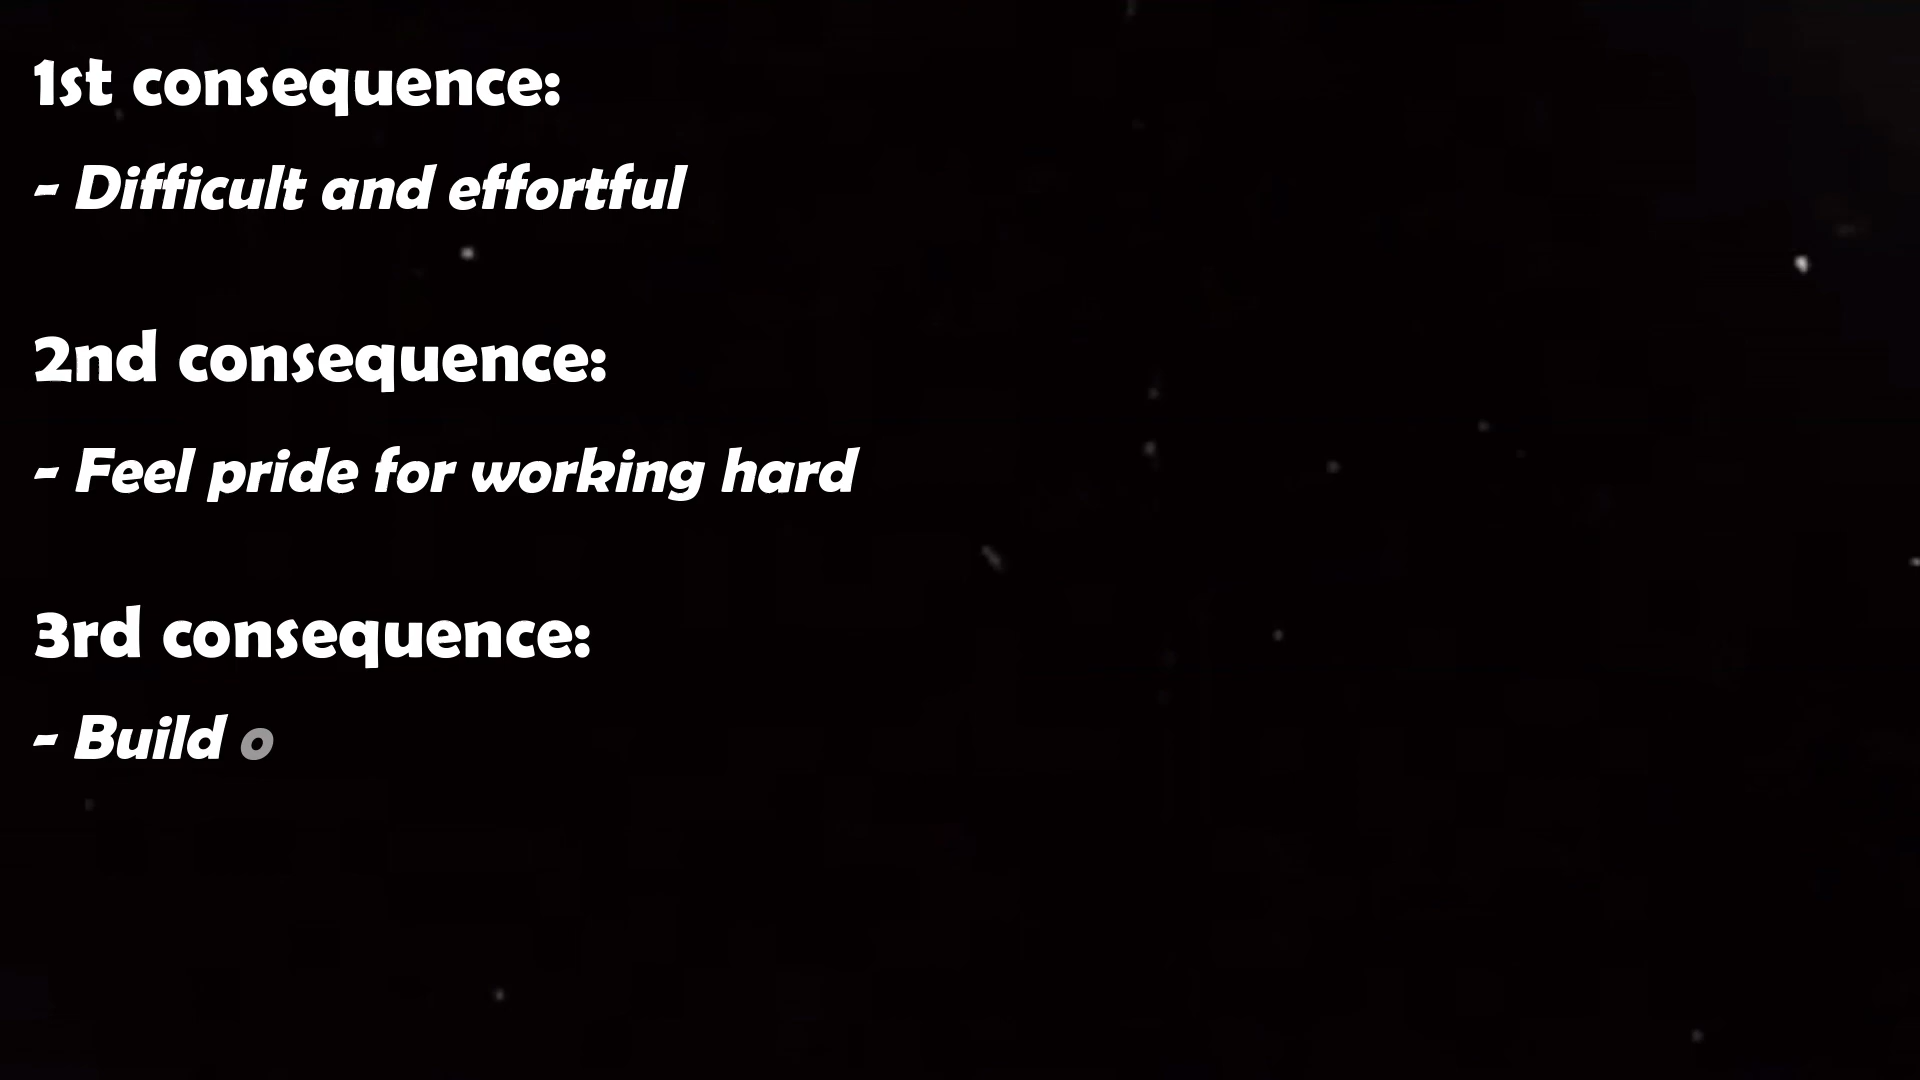 1st consequence:
- Difficult and effortful
2nd consequence:
- Feel pride for working hard
3rd consequence:
- Build o